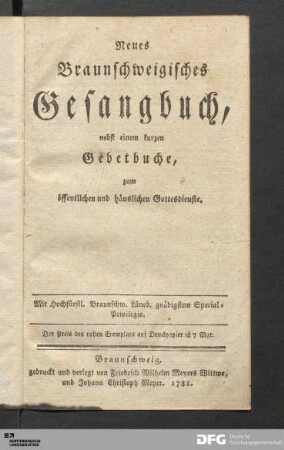 Neues
Braunschweigisches
Gesangbuch,
nebst einem kurzen
Gebetbuche,
zum
öffentlichen und häuslichen Gottesdienste.
Mit Hochfürstl. Braunschw. Lüneb. gnädigstem Special-
Privilegio.
Der Preis des rohen Exemplars auf Druckpapier ist 7 Mgr.
Braunschweig,
gedruckt und verlegt von Friedrich Wilhelm Meyers Wittwe,
und Johann Christoph Meyer. 1781.
DFG
Deutsche
Forschungsgemeinschaft